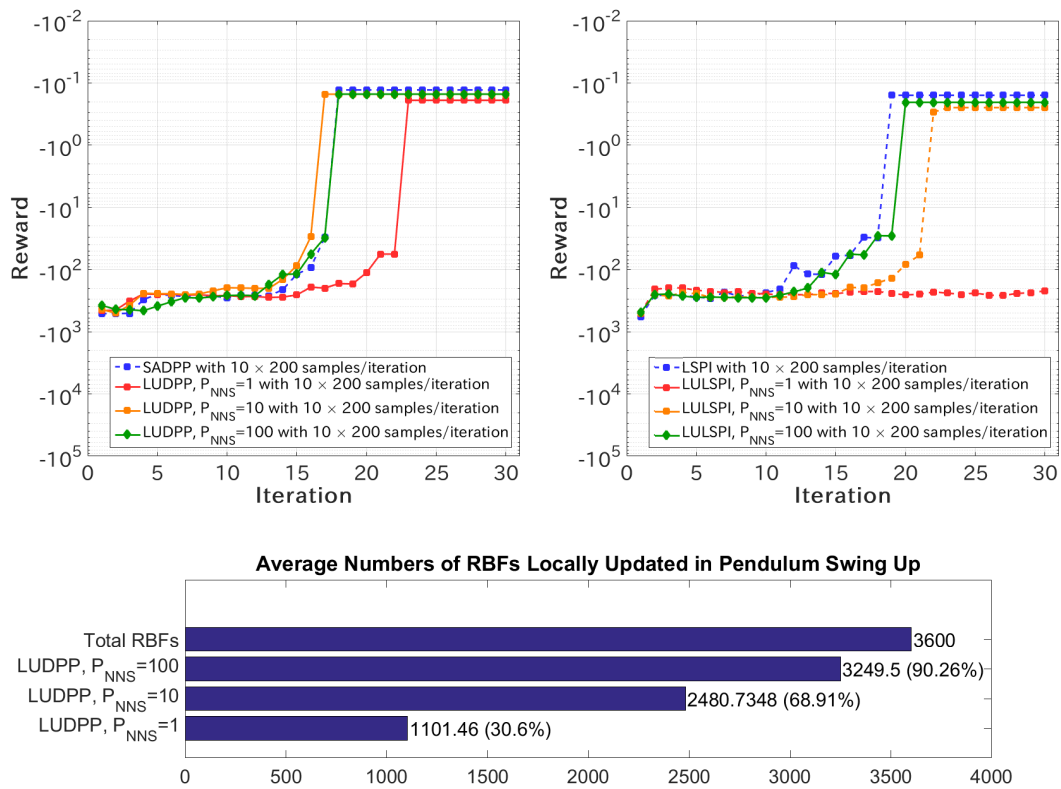 -10^-2
-10^-1
-10^0
-10^1
-10^2
-10^3
-10^4
-10^5
Reward
0 5 10 15 20 25 30
Iteration
SADPP with 10 × 200 samples/iteration
LUDPP, P_NNS=1 with 10 × 200 samples/iteration
LUDPP, P_NNS=10 with 10 × 200 samples/iteration
LUDPP, P_NNS=100 with 10 × 200 samples/iteration
-10^-2
-10^-1
-10^0
-10^1
-10^2
-10^3
-10^4
-10^5
Reward
0 5 10 15 20 25 30
Iteration
LSPI with 10 × 200 samples/iteration
LULSPI, P_NNS=1 with 10 × 200 samples/iteration
LULSPI, P_NNS=10 with 10 × 200 samples/iteration
LULSPI, P_NNS=100 with 10 × 200 samples/iteration
Average Numbers of RBFs Locally Updated in Pendulum Swing Up
Total RBFs 3600
LUDPP, P_NNS=100 3249.5 (90.26%)
LUDPP, P_NNS=10 2480.7348 (68.91%)
LUDPP, P_NNS=1 1101.46 (30.6%)
0 500 1000 1500 2000 2500 3000 3500 4000